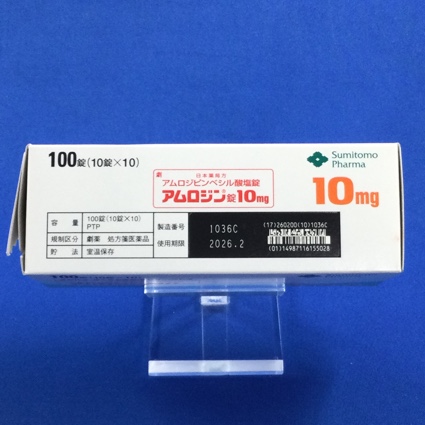 100錠(10錠×10)
Sumitomo
Pharma
劇
日本薬局方
アムロジピンベシル酸塩錠
アムロジン®錠10mg
10mg
容量 100錠(10錠×10)
PTP
規制区分 劇薬 処方箋医薬品
貯法 室温保存
製造番号 1036C
使用期限 2026.2
(17)260200(10)1036C
(01)14987116155028
100
10mg